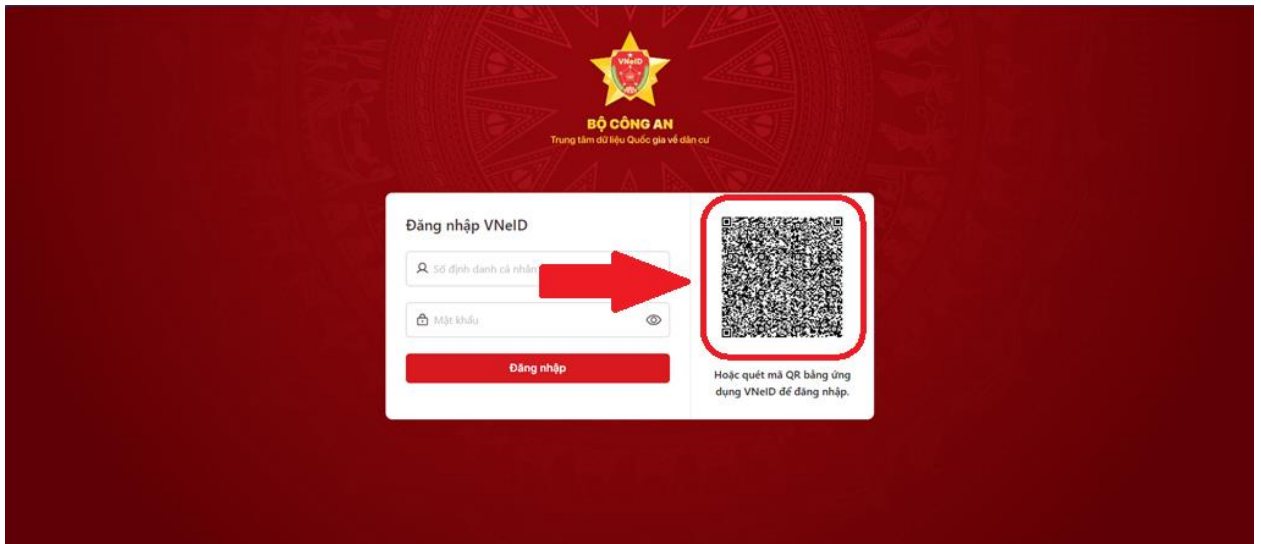 VNeID
BỘ CÔNG AN
Trung tâm dữ liệu Quốc gia về dân cư
Đăng nhập VNeID
Số định danh cá nhân
Mật khẩu
Đăng nhập
Hoặc quét mã QR bằng ứng
dụng VNeID để đăng nhập.